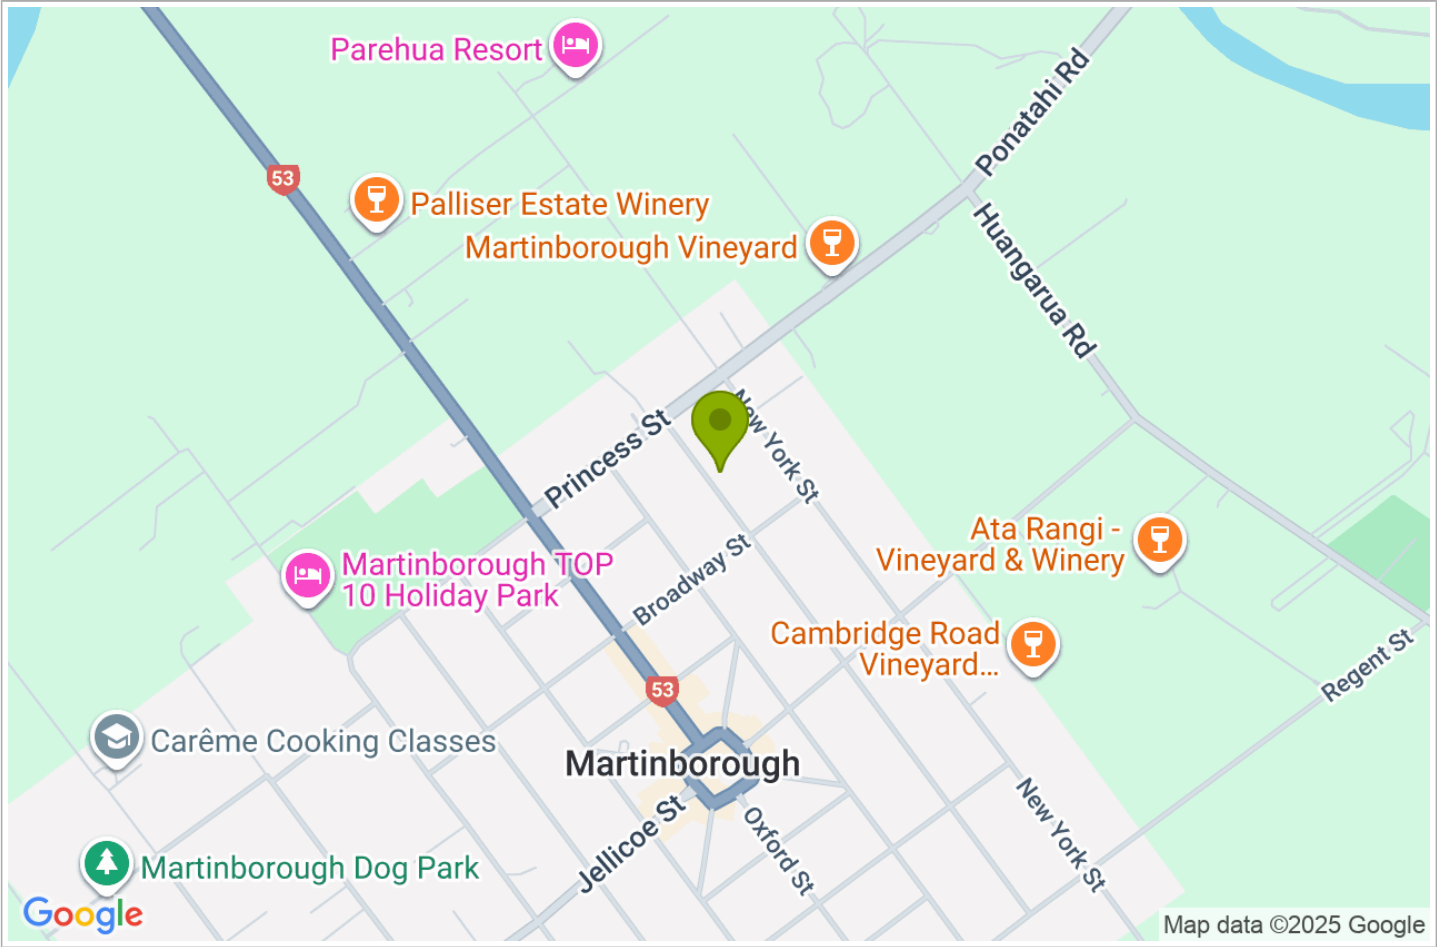 Parehua Resort
Ponatahi Rd
53
Palliser Estate Winery
Martinborough Vineyard
Huangarua Rd
New York St
Princess St
Ata Rangi -
Vineyard & Winery
Broadway St
Martinborough TOP
10 Holiday Park
Cambridge Road
Vineyard...
Regent St
53
Carême Cooking Classes
Martinborough
New York St
Jellicoe St
Oxford St
Martinborough Dog Park
Google
Map data ©2025 Google